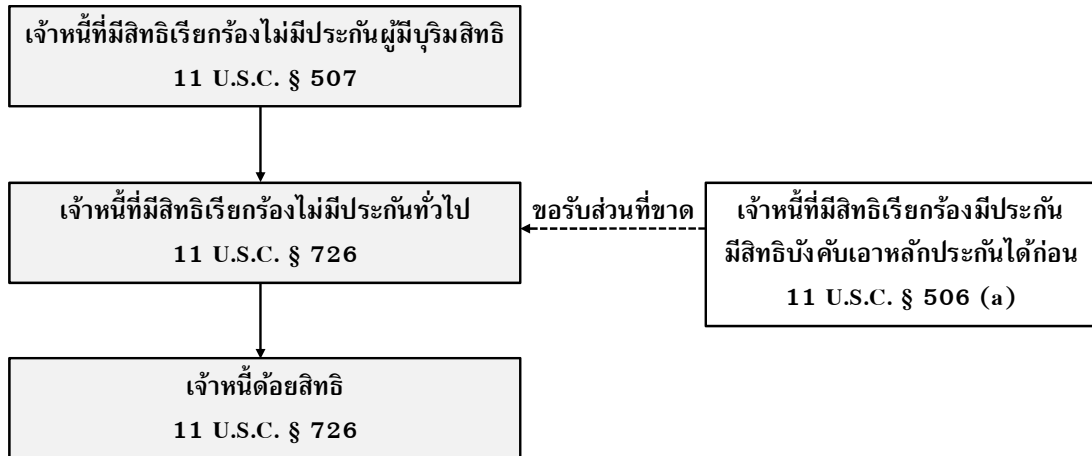 เจ้าหนี้ที่มีสิทธิเรียกร้องไม่มีประกันผู้มีบุริมสิทธิ
11 U.S.C. § 507
เจ้าหนี้ที่มีสิทธิเรียกร้องไม่มีประกันทั่วไป
11 U.S.C. § 726
ขอรับส่วนที่ขาด
เจ้าหนี้ที่มีสิทธิเรียกร้องมีประกัน
มีสิทธิบังคับเอาหลักประกันได้ก่อน
11 U.S.C. § 506 (a)
เจ้าหนี้ด้อยสิทธิ
11 U.S.C. § 726